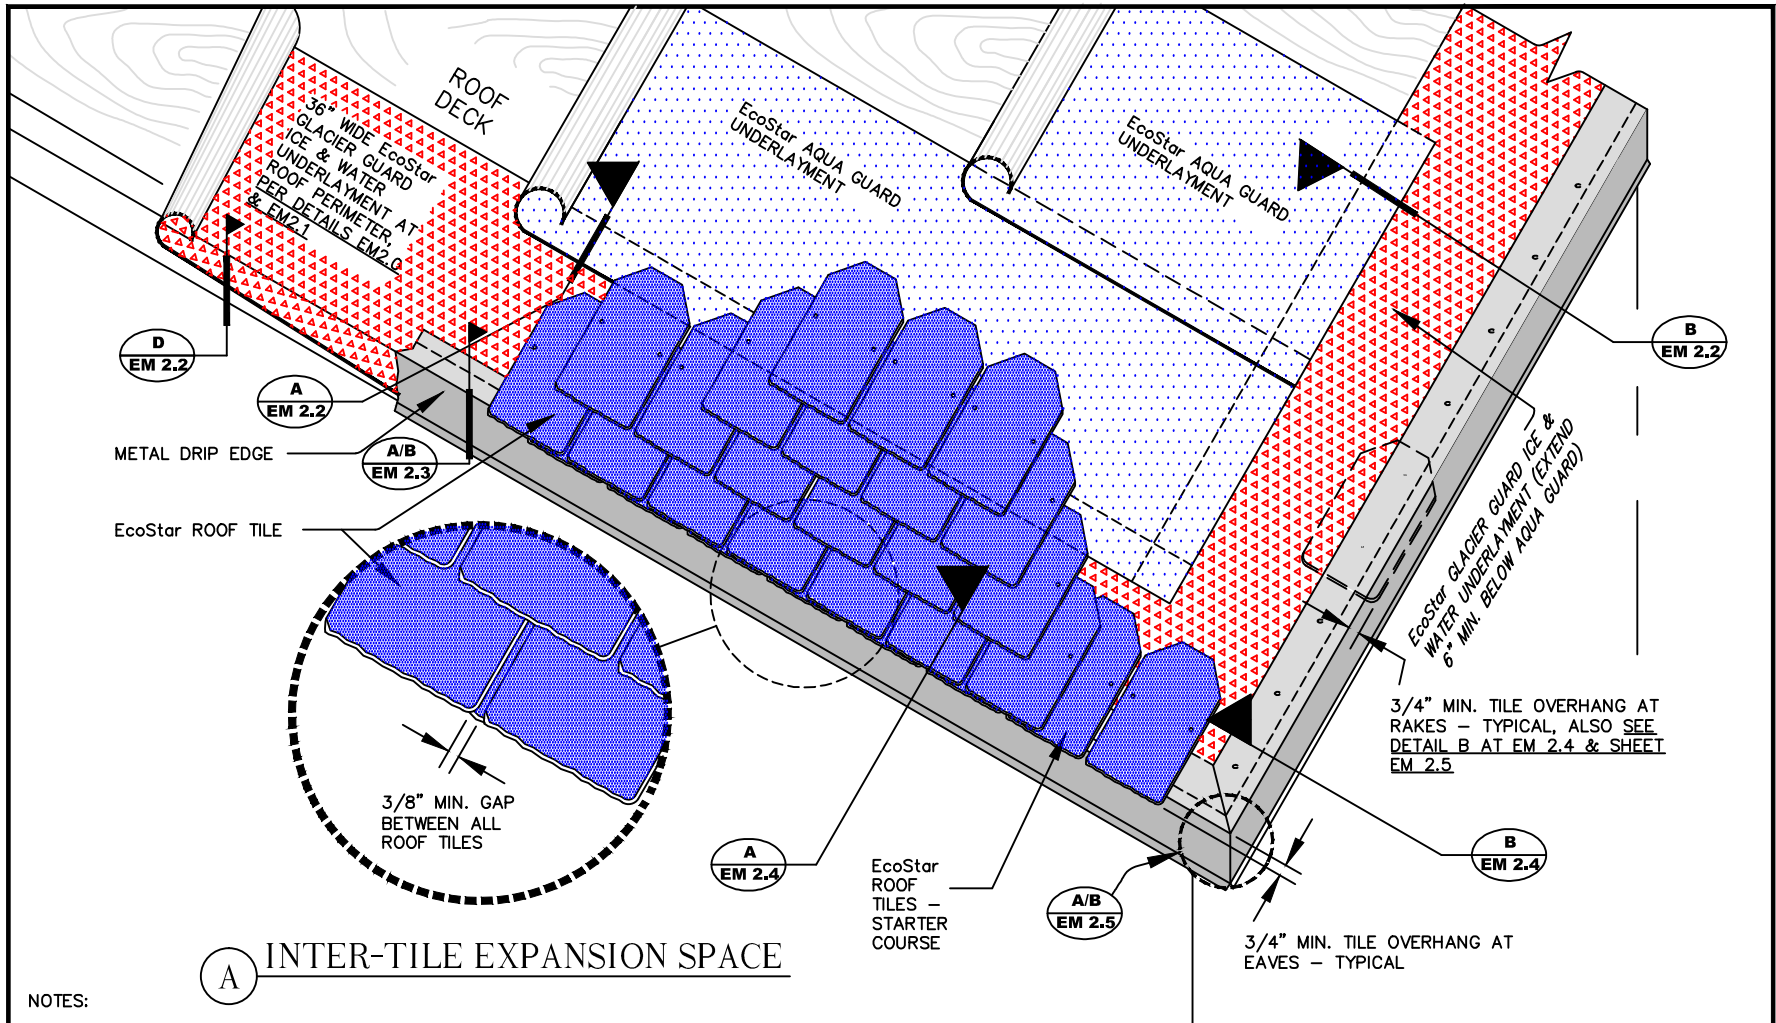 ROOF
DECK
36" WIDE EcoStar
GLACIER GUARD
ICE & WATER
UNDERLAYMENT AT
ROOF PERIMETER,
PER DETAILS EM2.0
& EM2.1
EcoStar AQUA GUARD
UNDERLAYMENT
EcoStar AQUA GUARD
UNDERLAYMENT
B
EM 2.2
D
EM 2.2
A
EM 2.2
METAL DRIP EDGE
A/B
EM 2.3
EcoStar ROOF TILE
EcoStar GLACIER GUARD ICE &
WATER UNDERLAYMENT (EXTEND
6" MIN. BELOW AQUA GUARD)
3/4" MIN. TILE OVERHANG AT
RAKES – TYPICAL, ALSO SEE
DETAIL B AT EM 2.4 & SHEET
EM 2.5
3/8" MIN. GAP
BETWEEN ALL
ROOF TILES
A
EM 2.4
EcoStar
ROOF
TILES –
STARTER
COURSE
A/B
EM 2.5
B
EM 2.4
3/4" MIN. TILE OVERHANG AT
EAVES – TYPICAL
A INTER-TILE EXPANSION SPACE
NOTES: